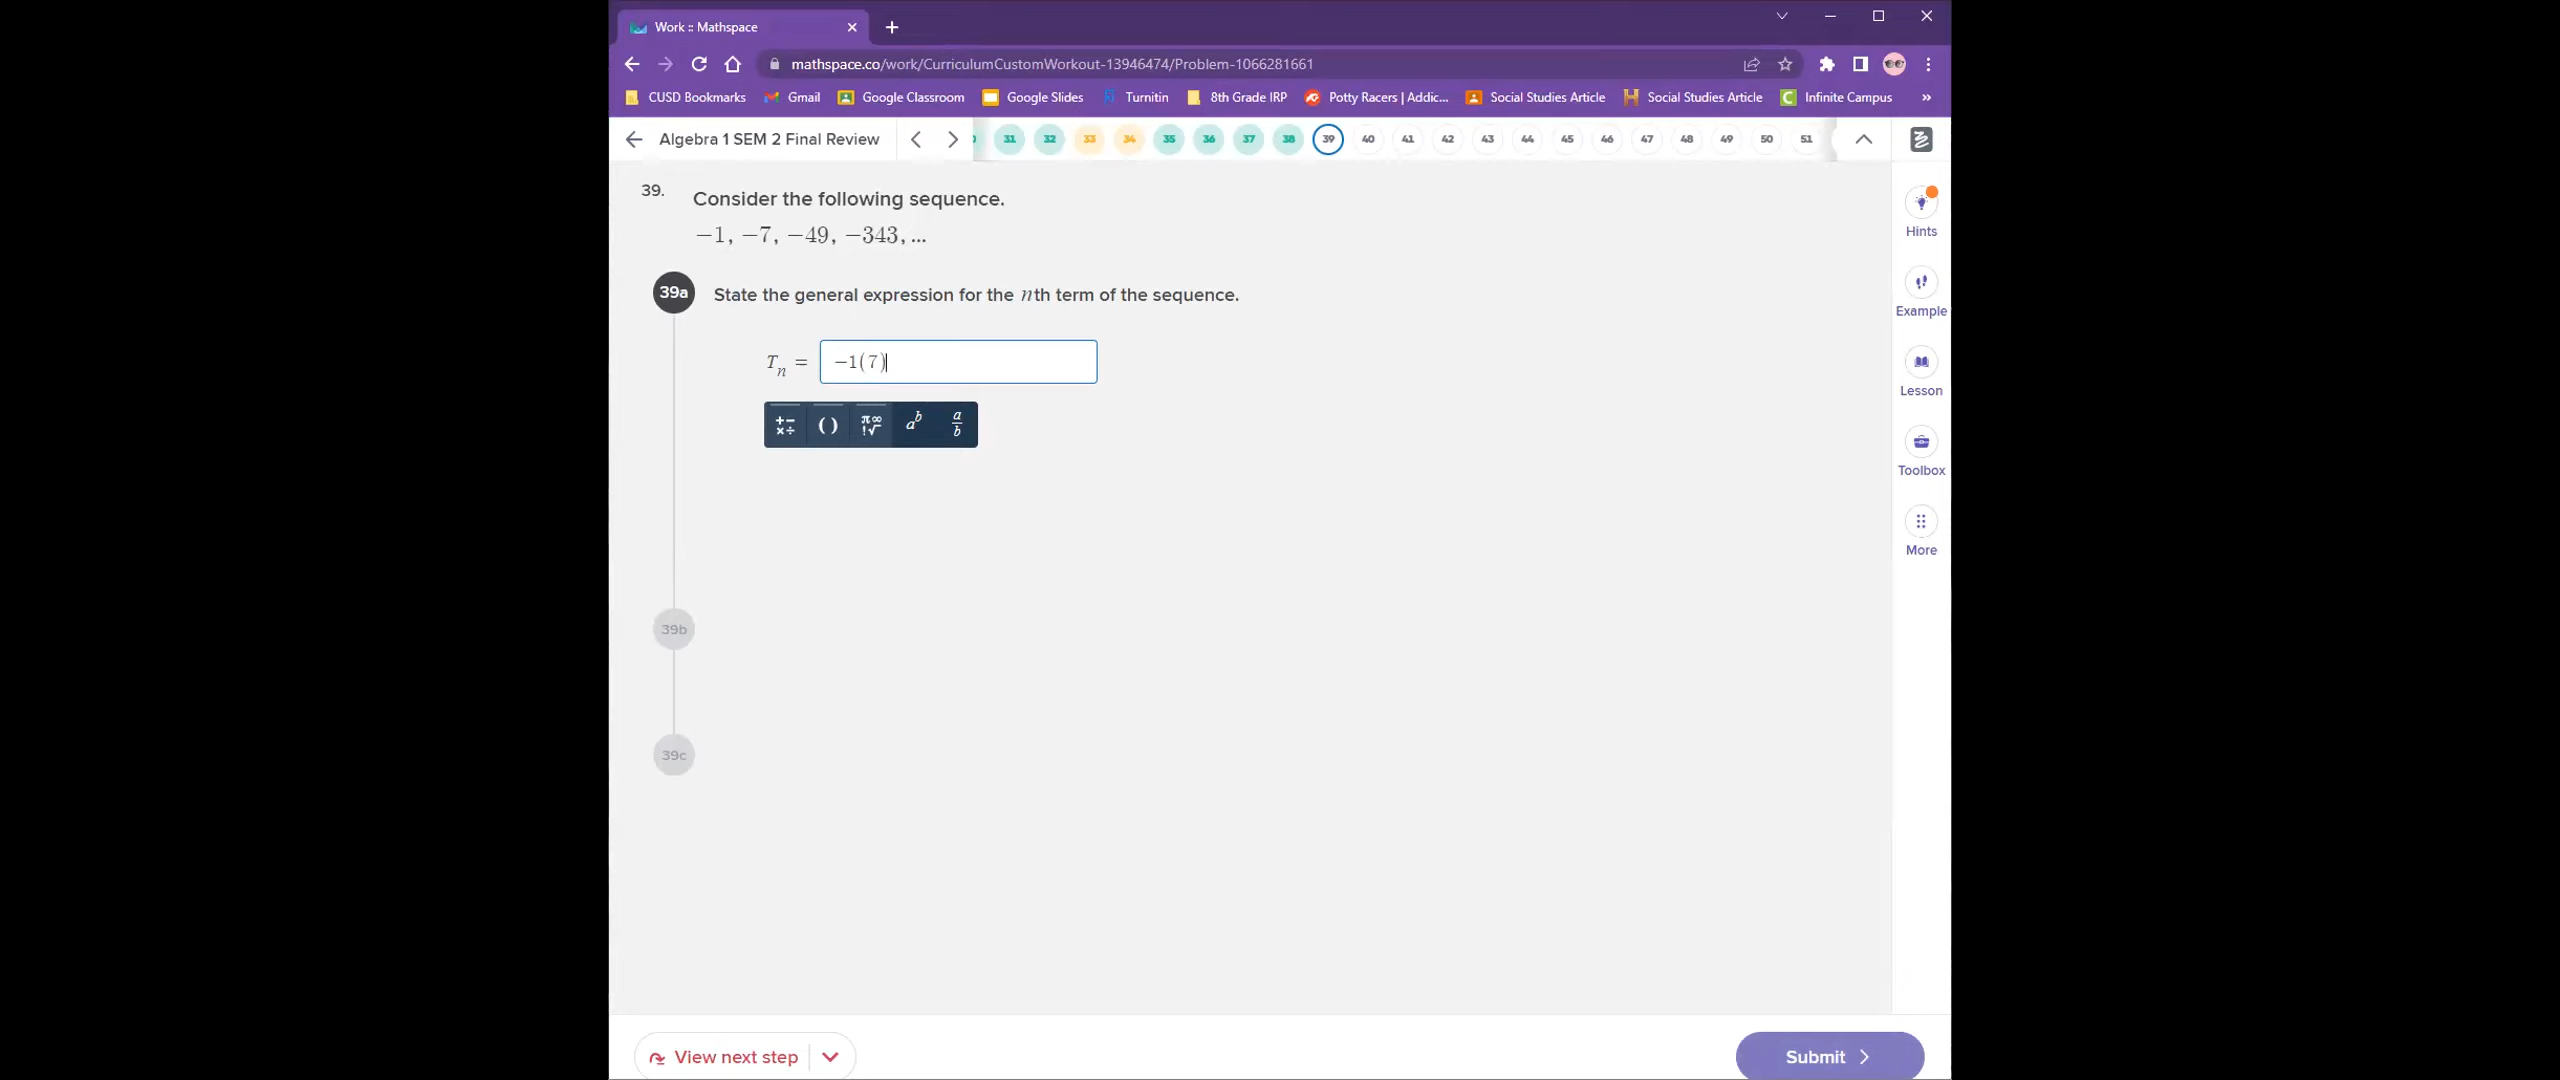 Work :: Mathspace
mathspace.co/work/CurriculumCustomWorkout-13946474/Problem-1066281661
CUSD Bookmarks Gmail Google Classroom Google Slides Turnitin 8th Grade IRP Potty Racers | Addic... Social Studies Article Social Studies Article Infinite Campus »
Algebra 1 SEM 2 Final Review 31 32 33 34 35 36 37 38 39 40 41 42 43 44 45 46 47 48 49 50 51
39. Consider the following sequence.
−1, −7, −49, −343, ...
39a State the general expression for the nth term of the sequence.
Tn = −1(7)
+− ×÷ ( ) π∞ !√ a^b a/b
39b
39c
Hints
Example
Lesson
Toolbox
More
View next step
Submit